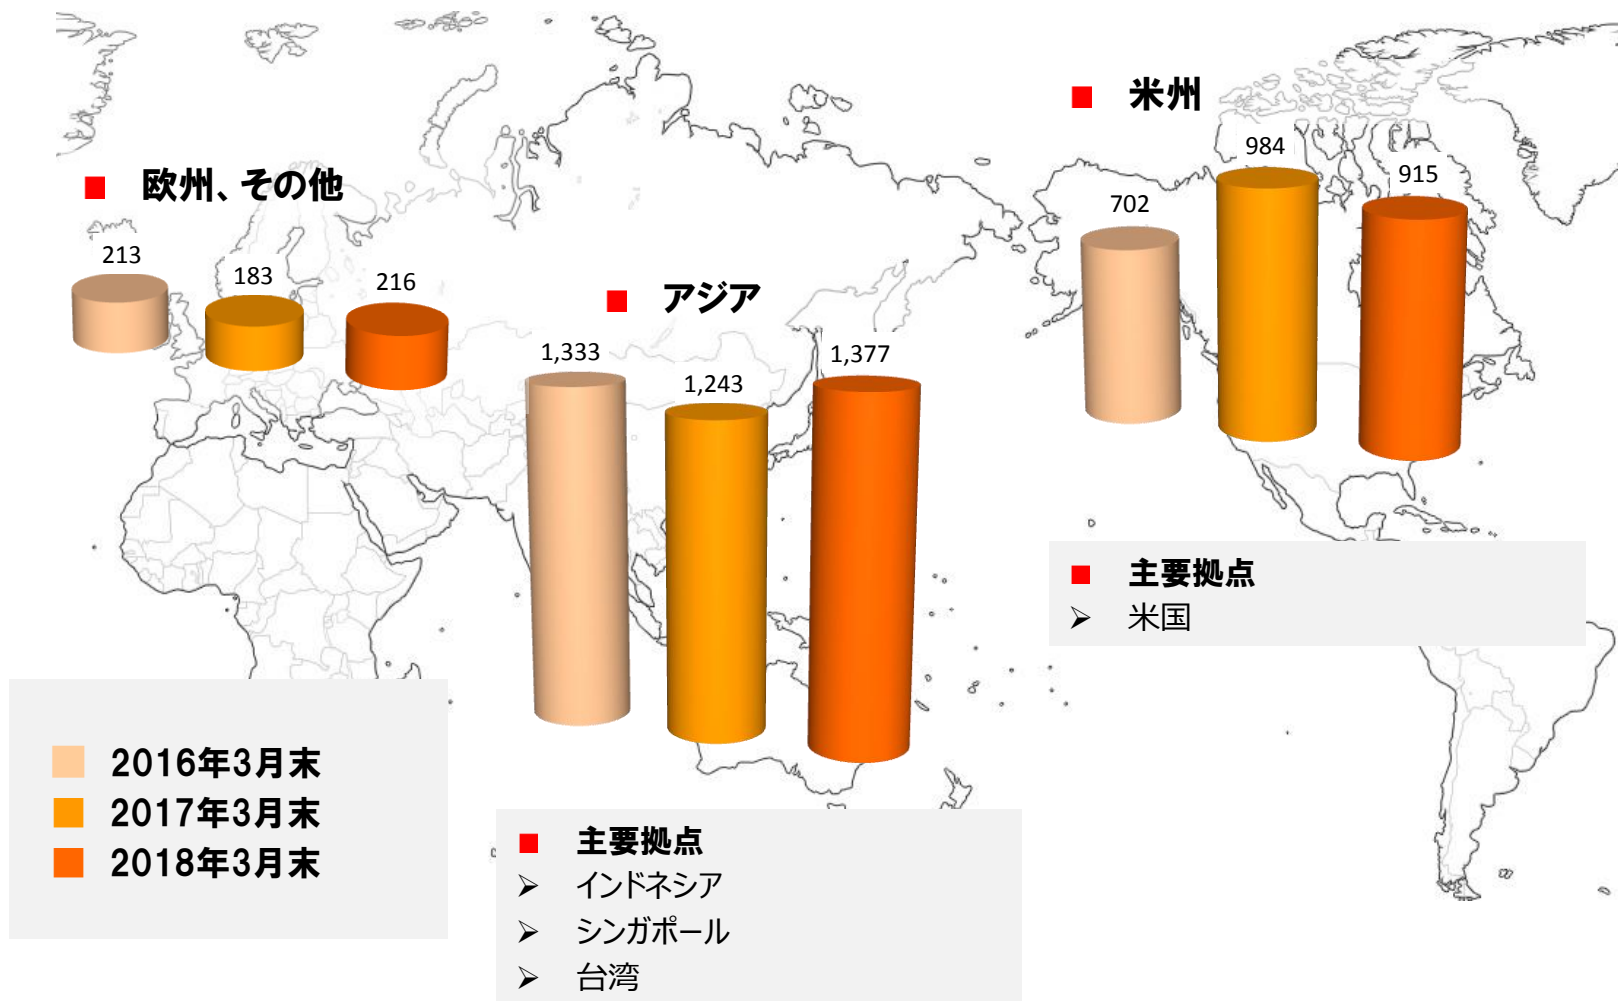 ■ 欧州、その他
213
183
216
■ アジア
1,333
1,243
1,377
■ 米州
702
984
915
■ 主要拠点
➢ 米国
■ 2016年3月末
■ 2017年3月末
■ 2018年3月末
■ 主要拠点
➢ インドネシア
➢ シンガポール
➢ 台湾